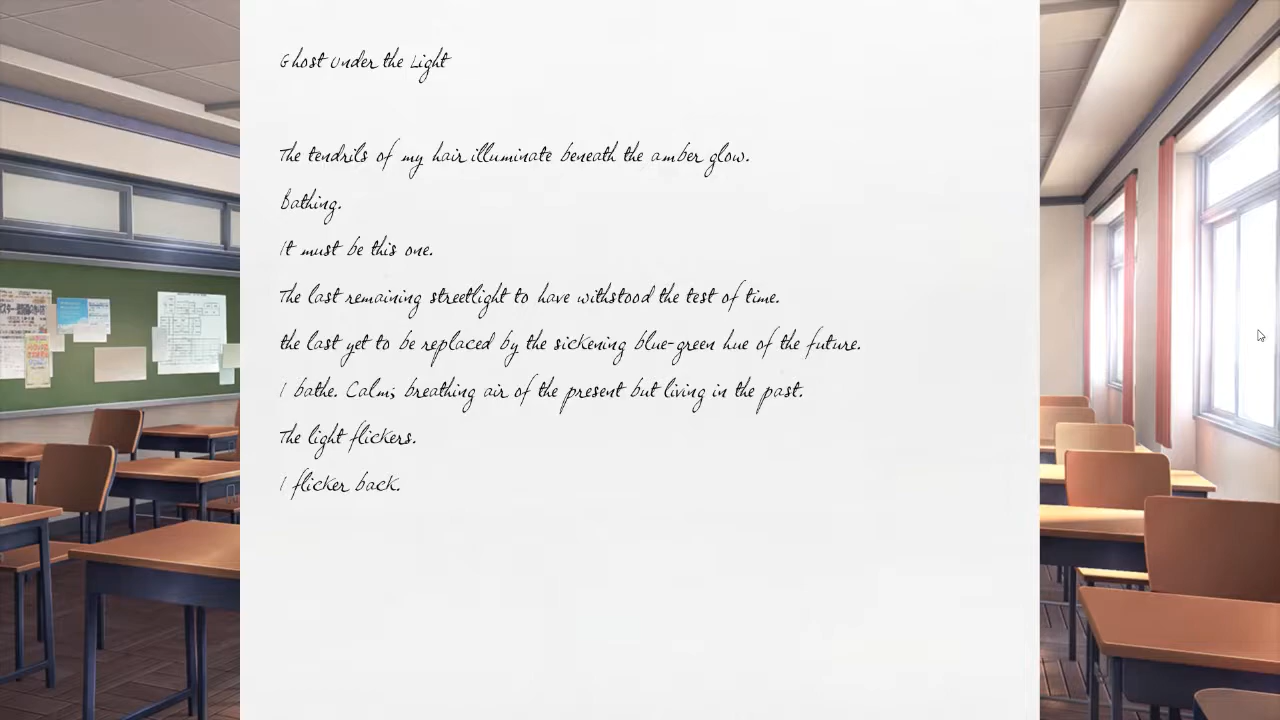 Ghost Under the Light
The tendrils of my hair illuminate beneath the amber glow.
Bathing.
It must be this one.
The last remaining streetlight to have withstood the test of time.
the last yet to be replaced by the sickening blue-green hue of the future.
I bathe. Calm; breathing air of the present but living in the past.
The light flickers.
I flicker back.